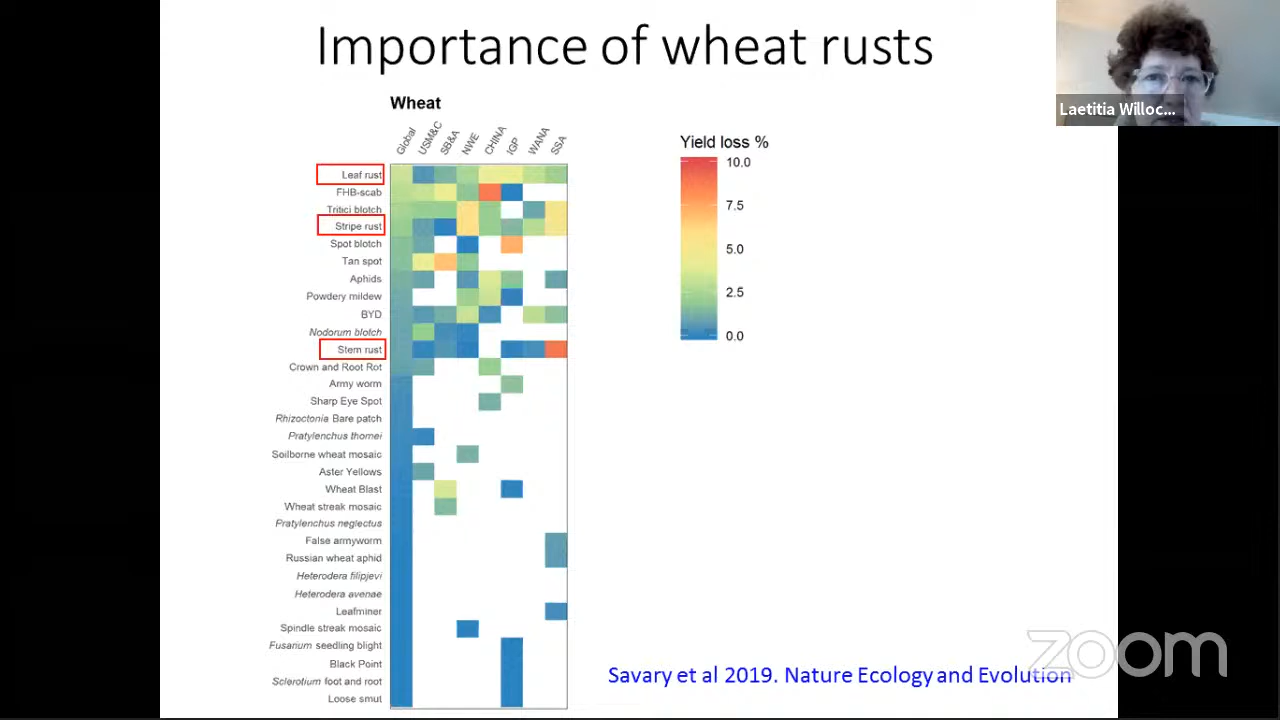 Importance of wheat rusts
Laetitia Willoc...
Wheat
Global USM&C SB&A NWE CHINA IGP WANA SSA
Yield loss %
10.0
7.5
5.0
2.5
0.0
Leaf rust
FHB-scab
Tritici blotch
Stripe rust
Spot blotch
Tan spot
Aphids
Powdery mildew
BYD
Nodorum blotch
Stem rust
Crown and Root Rot
Army worm
Sharp Eye Spot
Rhizoctonia Bare patch
Pratylenchus thornei
Soilborne wheat mosaic
Aster Yellows
Wheat Blast
Wheat streak mosaic
Pratylenchus neglectus
False armyworm
Russian wheat aphid
Heterodera filipjevi
Heterodera avenae
Leafminer
Spindle streak mosaic
Fusarium seedling blight
Black Point
Sclerotium foot and root
Loose smut
Savary et al 2019. Nature Ecology and Evolution
zoom